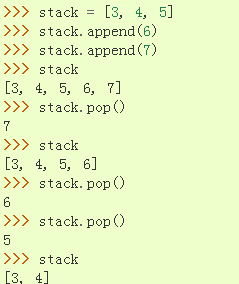 >>> stack = [3, 4, 5]
>>> stack.append(6)
>>> stack.append(7)
>>> stack
[3, 4, 5, 6, 7]
>>> stack.pop()
7
>>> stack
[3, 4, 5, 6]
>>> stack.pop()
6
>>> stack.pop()
5
>>> stack
[3, 4]